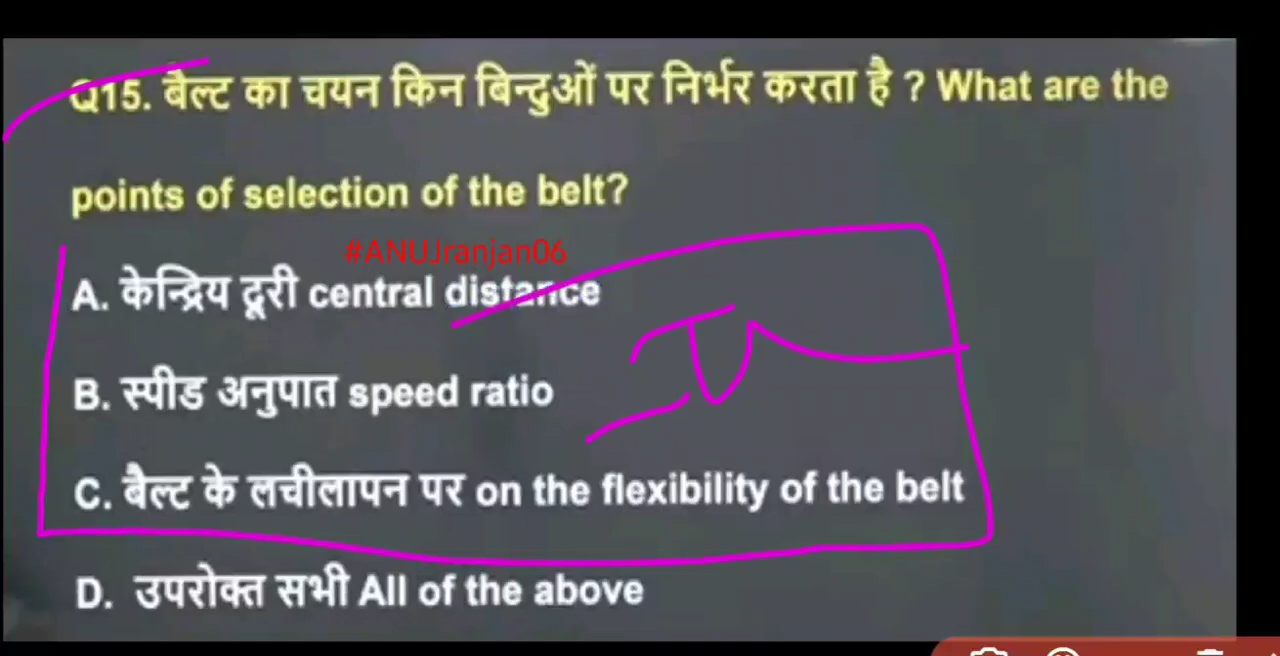 Q15. बैल्ट का चयन किन बिन्दुओं पर निर्भर करता है ? What are the
points of selection of the belt?
#ANUJranjan06
A. केन्द्रिय दूरी central distance
B. स्पीड अनुपात speed ratio
C. बैल्ट के लचीलापन पर on the flexibility of the belt
D. उपरोक्त सभी All of the above